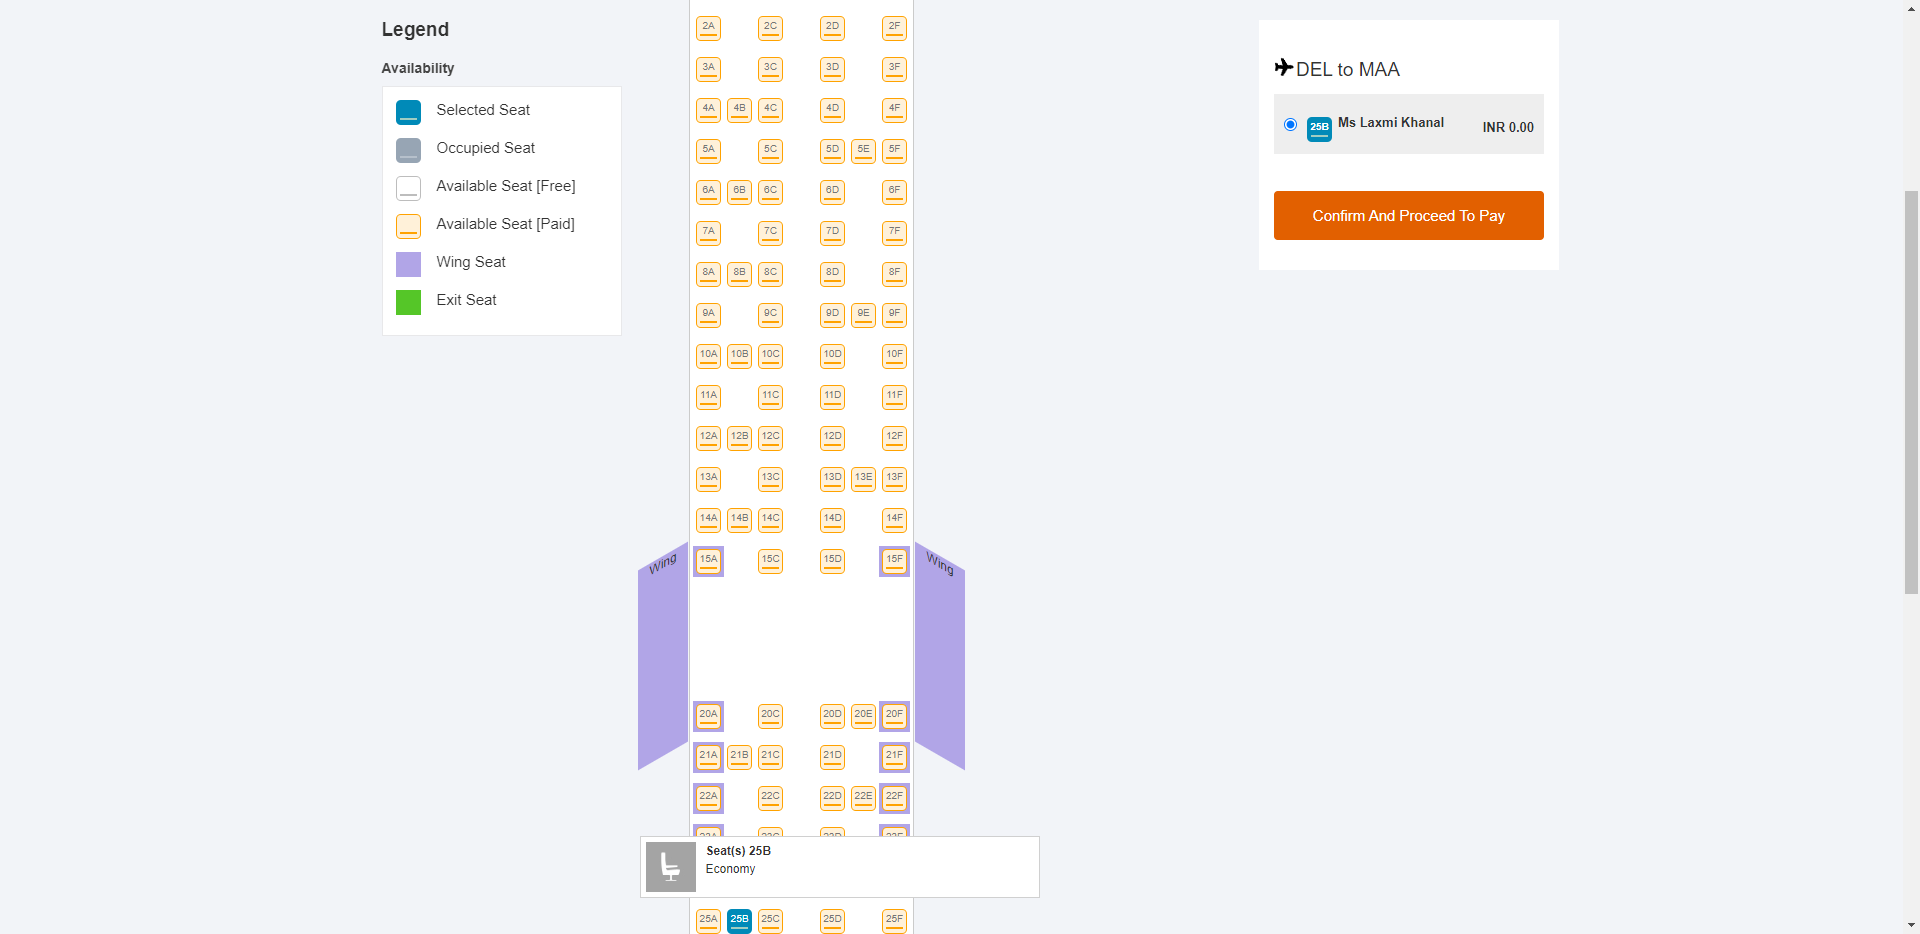 Legend
Availability
Selected Seat
Occupied Seat
Available Seat [Free]
Available Seat [Paid]
Wing Seat
Exit Seat
2A 2C 2D 2F
3A 3C 3D 3F
4A 4B 4C 4D 4F
5A 5C 5D 5E 5F
6A 6B 6C 6D 6F
7A 7C 7D 7F
8A 8B 8C 8D 8F
9A 9C 9D 9E 9F
10A 10B 10C 10D 10F
11A 11C 11D 11F
12A 12B 12C 12D 12F
13A 13C 13D 13E 13F
14A 14B 14C 14D 14F
Wing 15A 15C 15D 15F Wing
20A 20C 20D 20E 20F
21A 21B 21C 21D 21F
22A 22C 22D 22E 22F
Seat(s) 25B
Economy
25A 25B 25C 25D 25F
DEL to MAA
25B Ms Laxmi Khanal INR 0.00
Confirm And Proceed To Pay